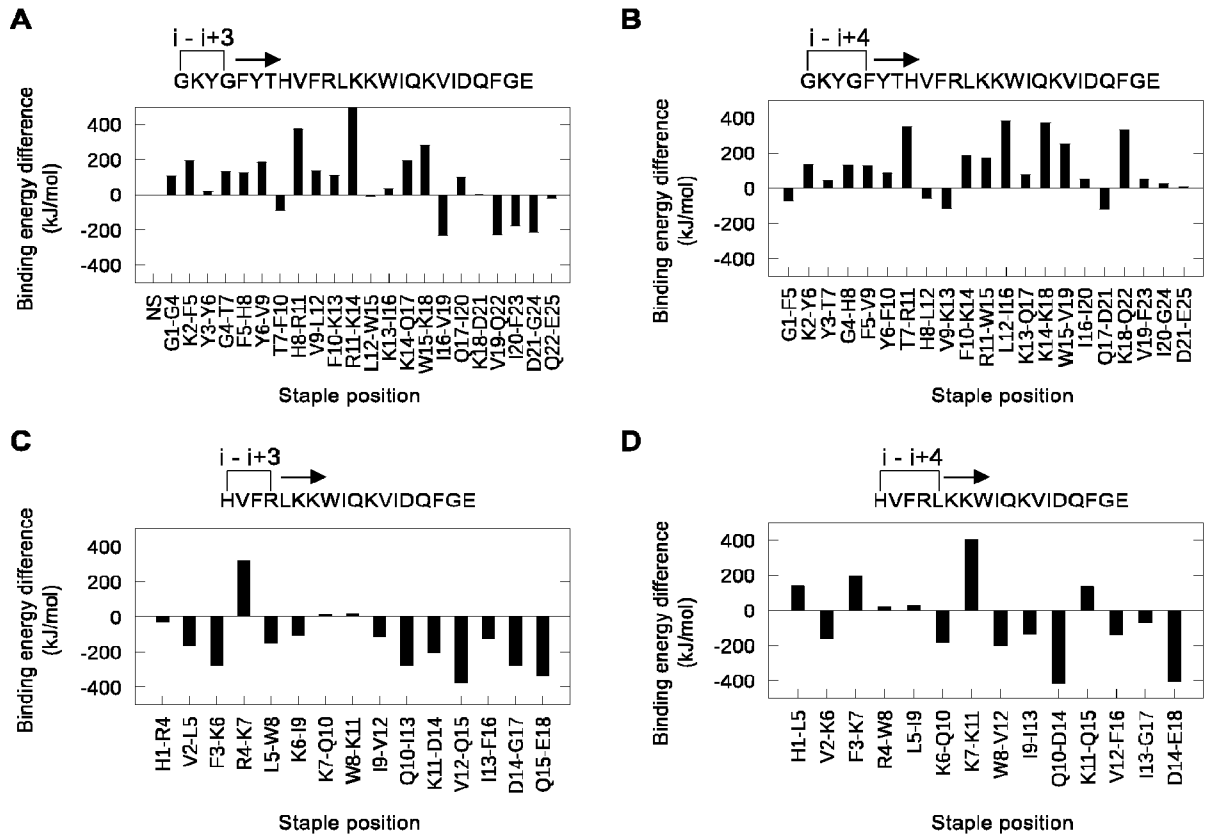 A
i - i+3
GKYGFYTHVFRLKKWIQKVIDQFGE
Binding energy difference
(kJ/mol)
400
200
0
-200
-400
NS
G1-G4
K2-F5
Y3-Y6
G4-T7
F5-H8
Y6-V9
T7-F10
H8-R11
V9-L12
F10-K13
R11-K14
L12-W15
K13-I16
K14-Q17
W15-K18
I16-V19
Q17-I20
K18-D21
V19-Q22
I20-F23
D21-G24
Q22-E25
Staple position
B
i - i+4
GKYGFYTHVFRLKKWIQKVIDQFGE
Binding energy difference
(kJ/mol)
400
200
0
-200
-400
G1-F5
K2-Y6
Y3-T7
G4-H8
F5-V9
Y6-F10
T7-R11
H8-L12
V9-K13
F10-K14
R11-W15
L12-I16
K13-Q17
K14-K18
W15-V19
I16-I20
Q17-D21
K18-Q22
V19-F23
I20-G24
D21-E25
Staple position
C
i - i+3
HVFRLKKWIQKVIDQFGE
Binding energy difference
(kJ/mol)
400
200
0
-200
-400
H1-R4
V2-L5
F3-K6
R4-K7
L5-W8
K6-I9
K7-Q10
W8-K11
I9-V12
Q10-I13
K11-D14
V12-Q15
I13-F16
D14-G17
Q15-E18
Staple position
D
i - i+4
HVFRLKKWIQKVIDQFGE
Binding energy difference
(kJ/mol)
400
200
0
-200
-400
H1-L5
V2-K6
F3-K7
R4-W8
L5-I9
K6-Q10
K7-K11
W8-V12
I9-I13
Q10-D14
K11-Q15
V12-F16
I13-G17
D14-E18
Staple position